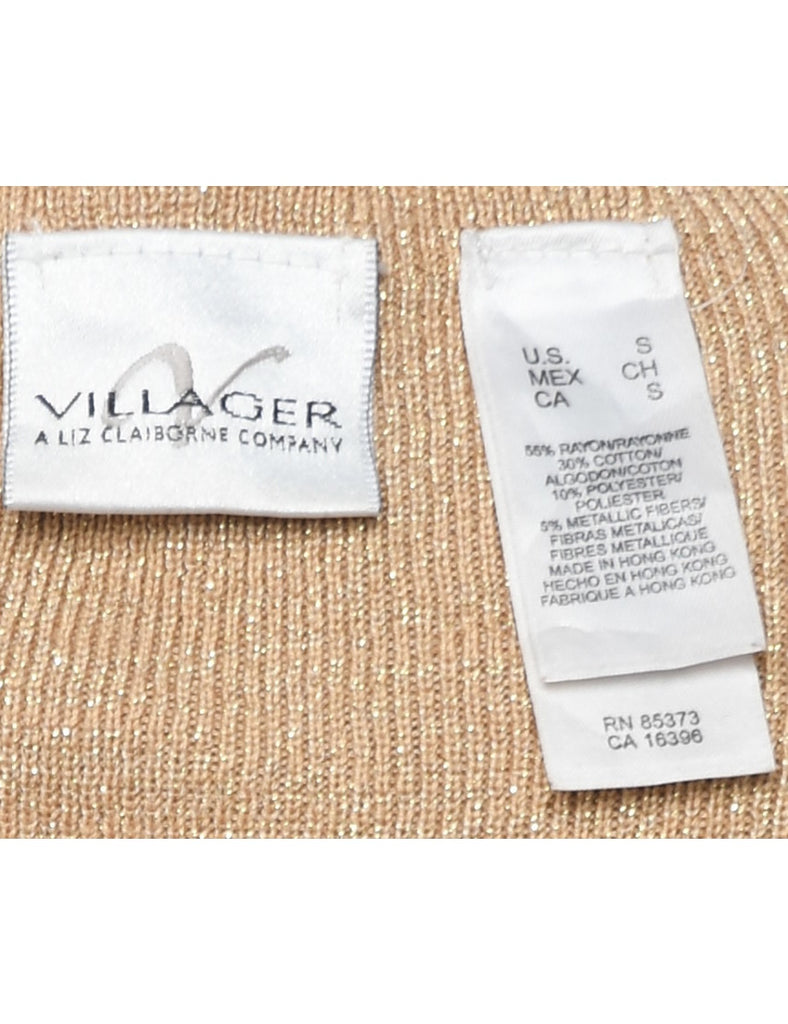 VILLAGER
A LIZ CLAIBORNE COMPANY
U.S. S
MEX CH
CA S
55% RAYON/RAYONNE
30% COTTON/
ALGODON/COTON
10% POLYESTER/
POLIESTER
5% METALLIC FIBERS/
FIBRAS METALICAS/
FIBRES METALLIQUE
MADE IN HONG KONG
HECHO EN HONG KONG
FABRIQUE A HONG KONG
RN 85373
CA 16396